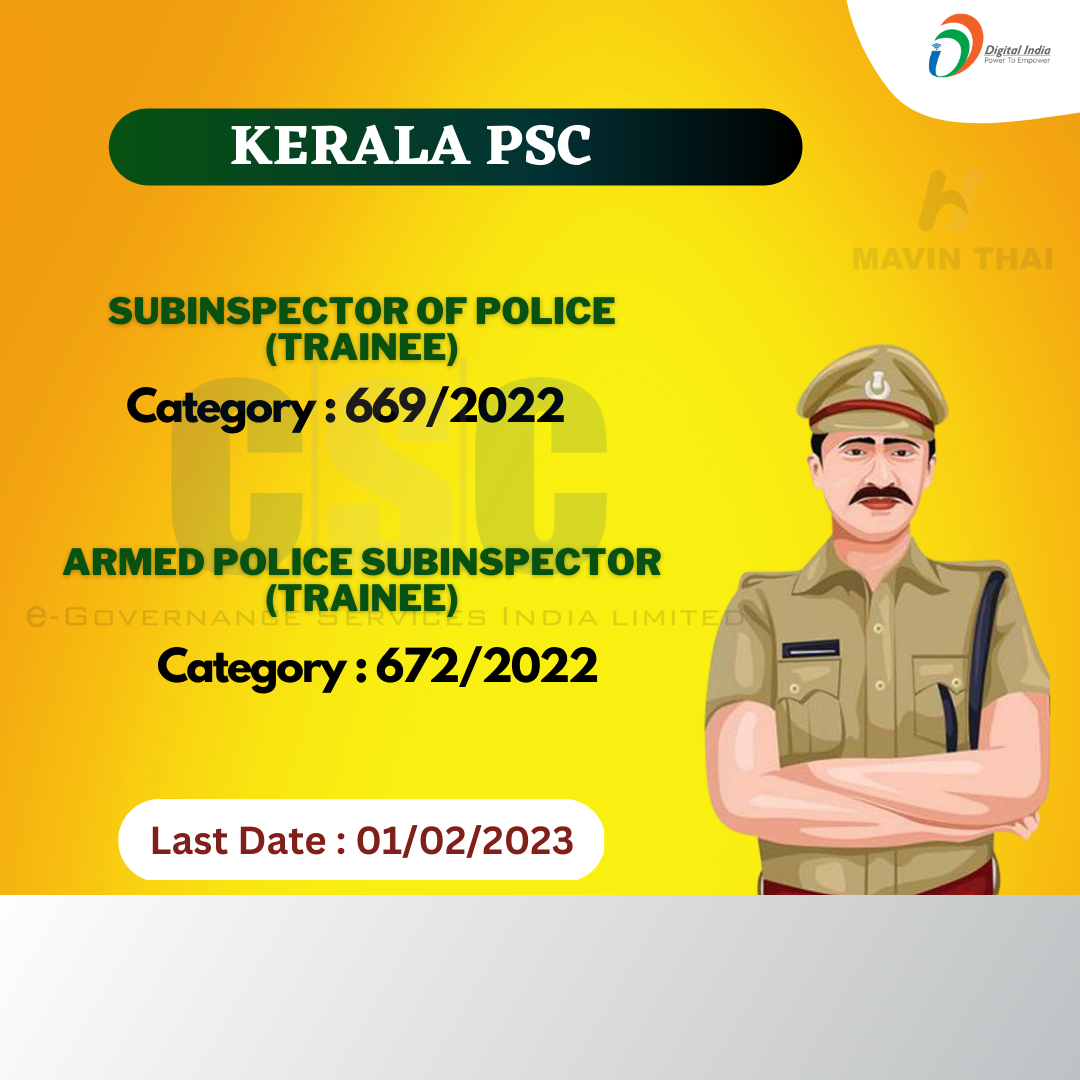 Digital India
Power To Empower
KERALA PSC
MAVIN THAI
SUBINSPECTOR OF POLICE
(TRAINEE)
Category : 669/2022
CSC
ARMED POLICE SUBINSPECTOR
(TRAINEE)
e-GOVERNANCE SERVICES INDIA LIMITED
Category : 672/2022
Last Date : 01/02/2023